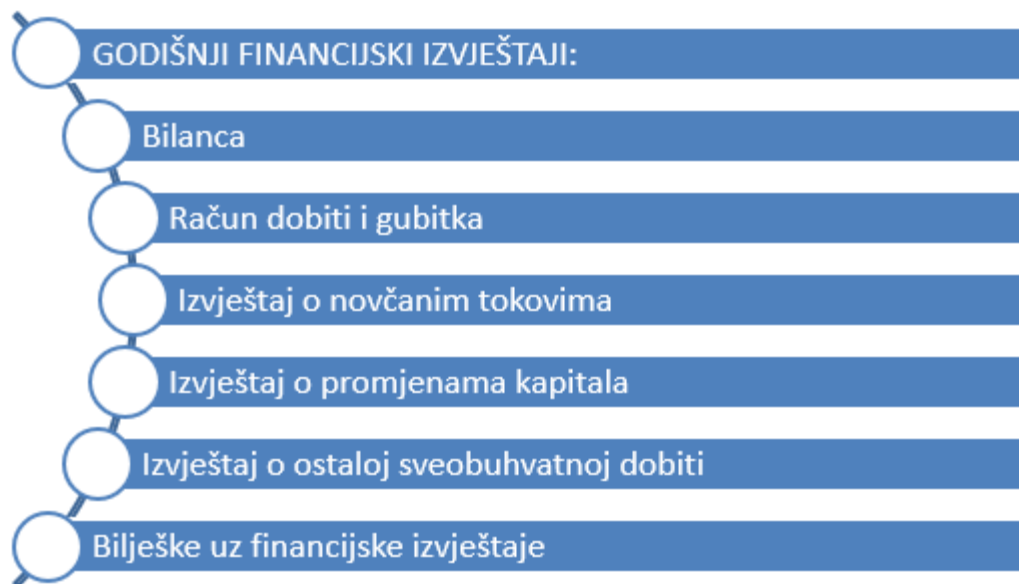 GODIŠNJI FINANCIJSKI IZVJEŠTAJI:
Bilanca
Račun dobiti i gubitka
Izvještaj o novčanim tokovima
Izvještaj o promjenama kapitala
Izvještaj o ostaloj sveobuhvatnoj dobiti
Bilješke uz financijske izvještaje